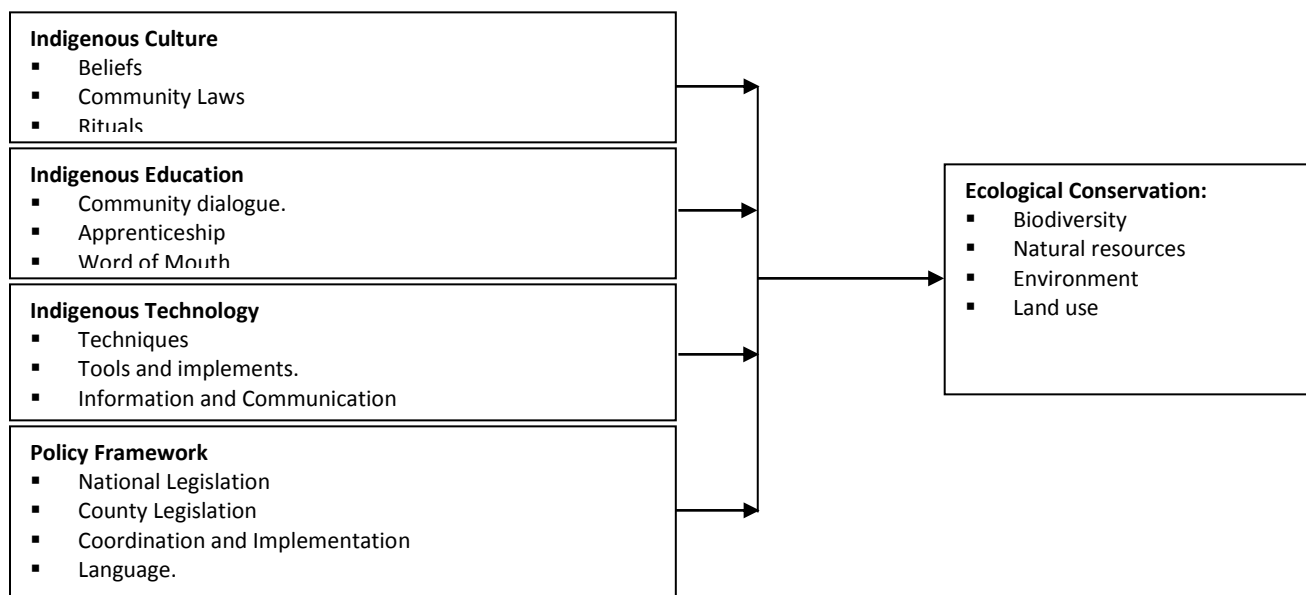 Indigenous Culture
▪ Beliefs
▪ Community Laws
▪ Rituals
Indigenous Education
▪ Community dialogue.
▪ Apprenticeship
▪ Word of Mouth
Indigenous Technology
▪ Techniques
▪ Tools and implements.
▪ Information and Communication
Policy Framework
▪ National Legislation
▪ County Legislation
▪ Coordination and Implementation
▪ Language.
Ecological Conservation:
▪ Biodiversity
▪ Natural resources
▪ Environment
▪ Land use